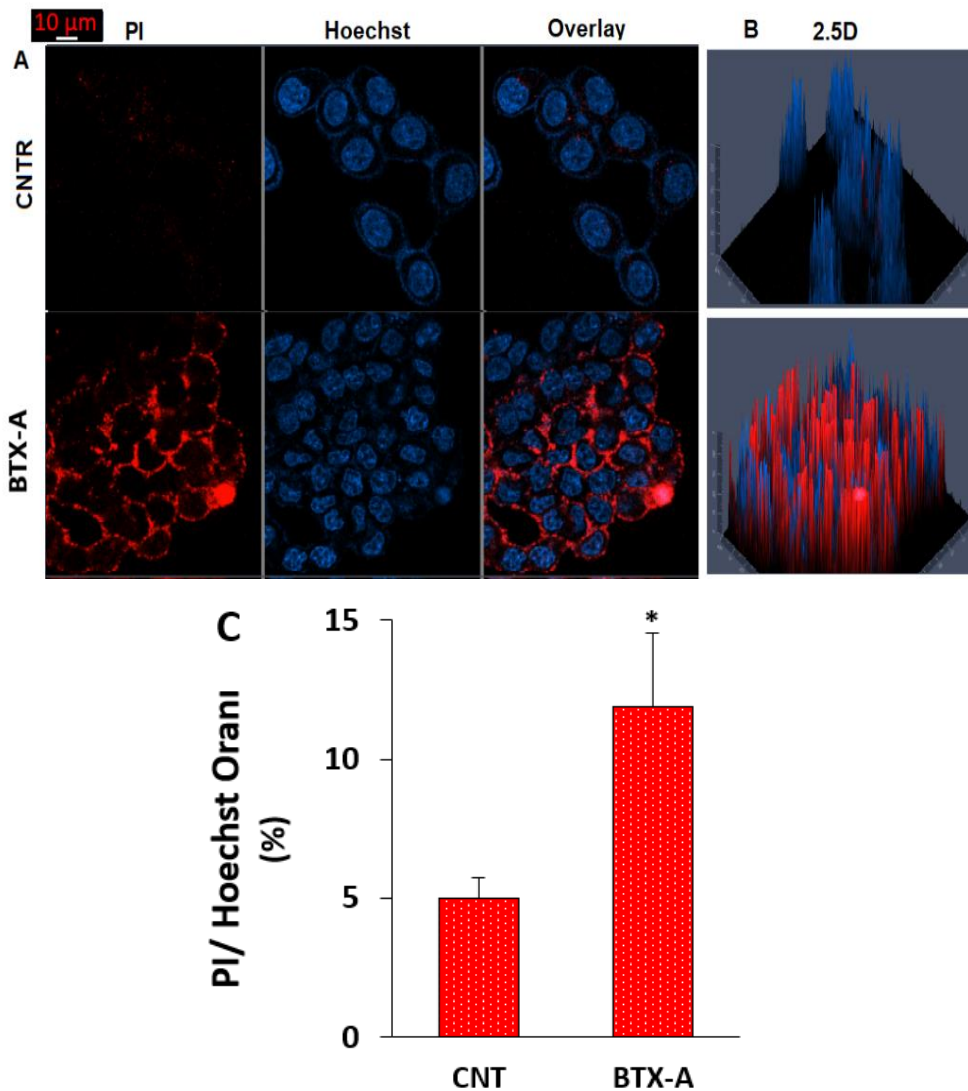 10 µm
PI
Hoechst
Overlay
B
2.5D
A
CNTR
BTX-A
C
PI/ Hoechst Oranı
(%)
15
*
10
5
0
CNT
BTX-A